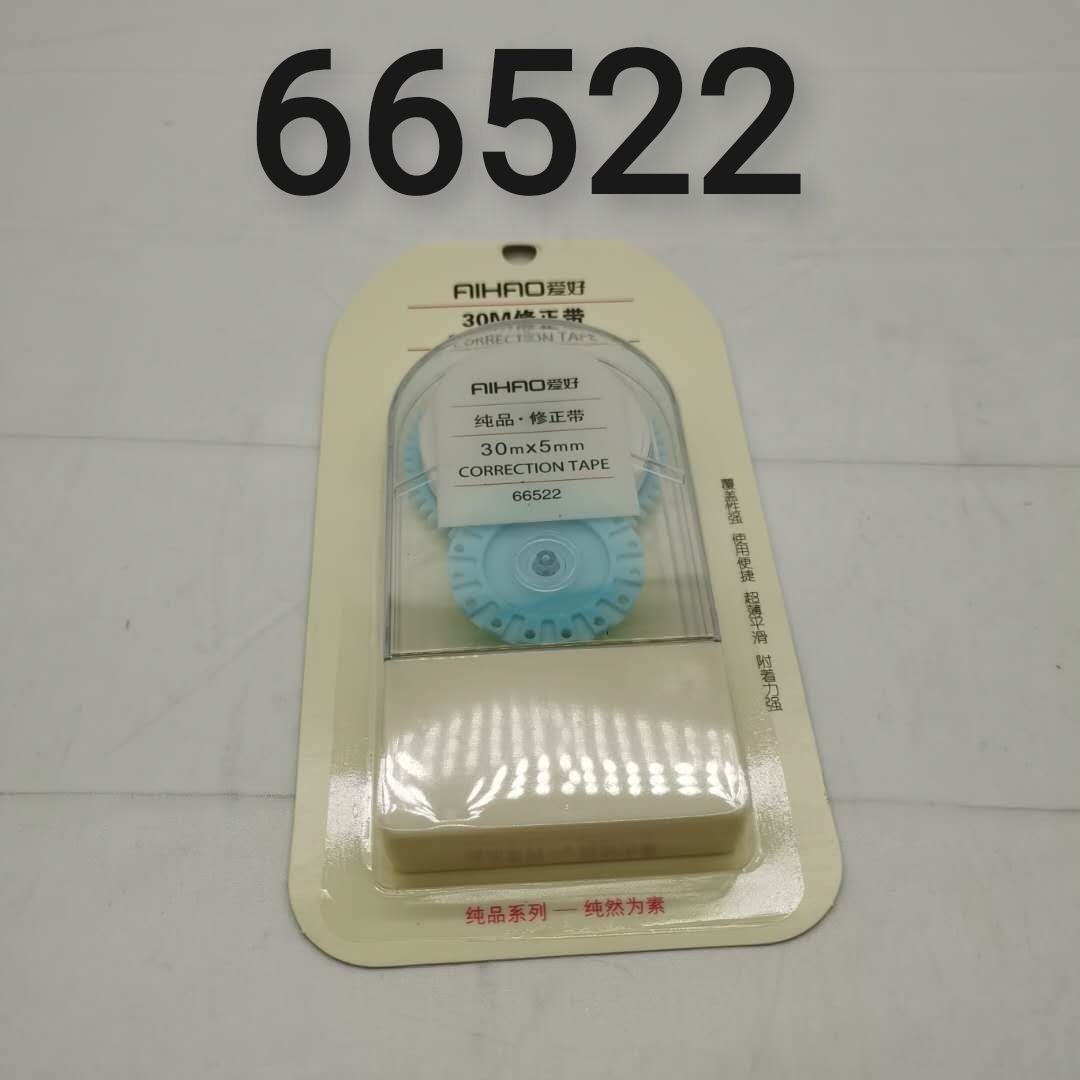 66522
AIHAO爱好
30M修正带
CORRECTION TAPE
AIHAO爱好
纯品·修正带
30mx5mm
CORRECTION TAPE
66522
覆盖性强 使用便捷 超薄平滑 附着力强
纯品系列 — 纯然为素